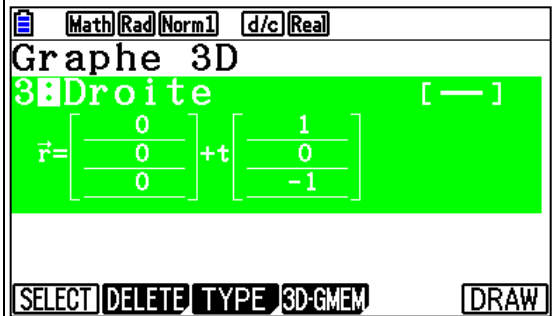 Math Rad Norm1 d/c Real
Graphe 3D
3:Droite [—]
0 1
r⃗=[ 0 ]+t[ 0 ]
0 -1
SELECT DELETE TYPE 3D·GMEM DRAW